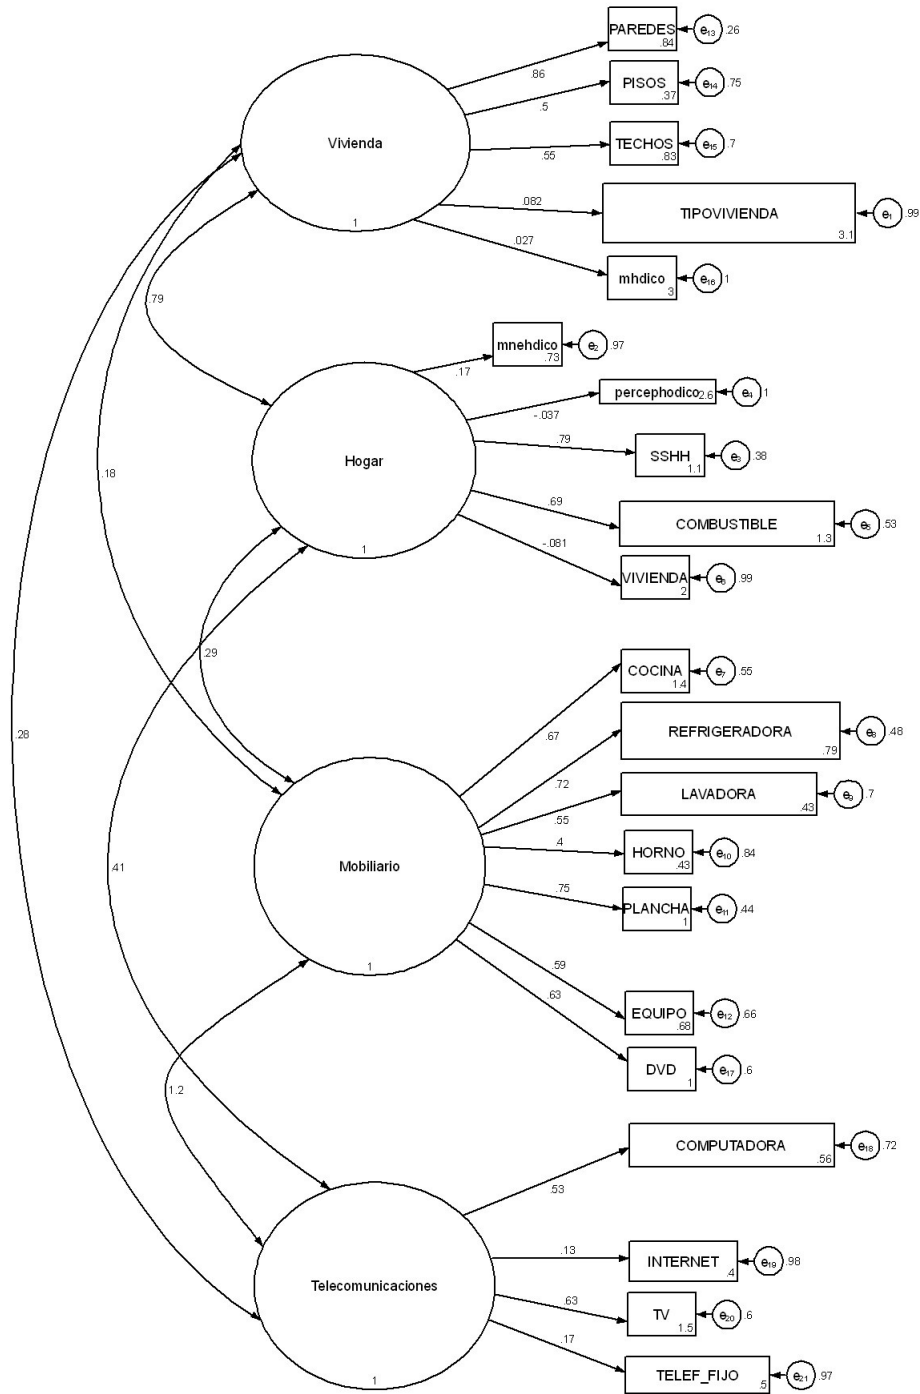 PAREDES
.84
e13
.26
.86
PISOS
.37
e14
.75
.5
Vivienda
1
TECHOS
.83
e15
.7
.55
TIPOVIVIENDA
3.1
e1
.99
.082
mhdico
3
e16
1
.027
.79
mnehdico
.73
e2
.97
.17
percephodico
2.6
e4
1
-.037
Hogar
1
SSHH
1.1
e3
.38
.79
.18
COMBUSTIBLE
1.3
e5
.53
.69
VIVIENDA
2
e6
.99
-.081
.29
COCINA
1.4
e7
.55
.67
.28
REFRIGERADORA
.79
e8
.48
.72
LAVADORA
.43
e9
.7
.55
HORNO
.43
e10
.84
.4
Mobiliario
1
.41
PLANCHA
1
e11
.44
.75
EQUIPO
.68
e12
.66
.59
DVD
1
e17
.6
.63
1.2
COMPUTADORA
.56
e18
.72
.53
INTERNET
.4
e19
.98
.13
Telecomunicaciones
1
TV
1.5
e20
.6
.63
TELEF_FIJO
.5
e21
.97
.17